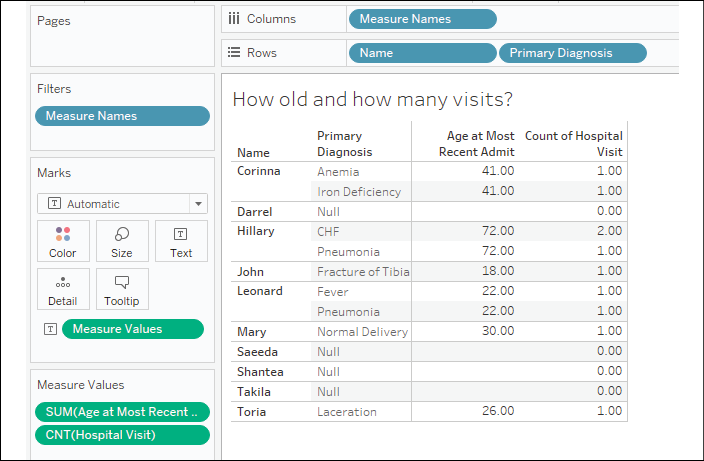 Pages
Columns
Measure Names
Rows
Name
Primary Diagnosis
Filters
Measure Names
Marks
Automatic
Color
Size
Text
Detail
Tooltip
Measure Values
Measure Values
SUM(Age at Most Recent ..
CNT(Hospital Visit)
How old and how many visits?
Name Primary Diagnosis Age at Most Recent Admit Count of Hospital Visit
Corinna Anemia 41.00 1.00
Iron Deficiency 41.00 1.00
Darrel Null 0.00
Hillary CHF 72.00 2.00
Pneumonia 72.00 1.00
John Fracture of Tibia 18.00 1.00
Leonard Fever 22.00 1.00
Pneumonia 22.00 1.00
Mary Normal Delivery 30.00 1.00
Saeeda Null 0.00
Shantea Null 0.00
Takila Null 0.00
Toria Laceration 26.00 1.00